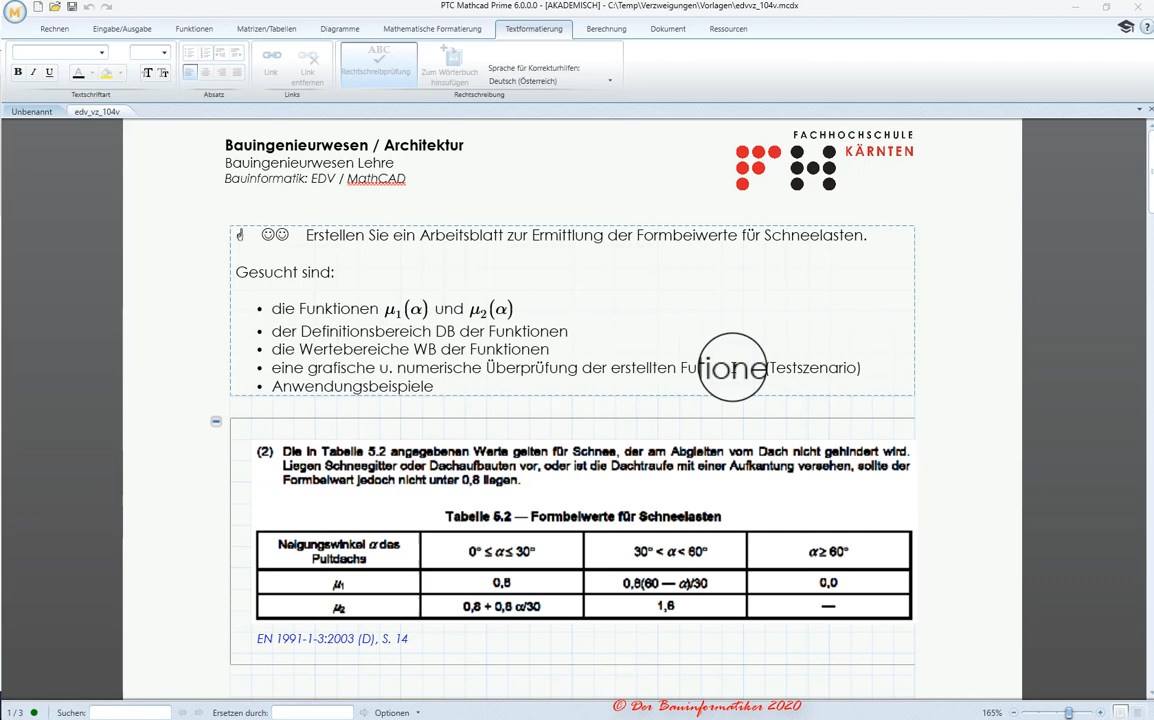 PTC Mathcad Prime 6.0.0.0 - [AKADEMISCH] C:\Temp\Verzweigungen\Vorlagen\edvvz_104v.mcdx
Rechnen Eingabe/Ausgabe Funktionen Matrizen/Tabellen Diagramme Mathematische Formatierung Textformatierung Berechnung Dokument Ressourcen
B I U A
Link
Link entfernen
ABC
Rechtschreibprüfung
Zum Wörterbuch hinzufügen
Sprache für Korrekturhilfen:
Deutsch (Österreich)
Textschriftart Absatz Links Rechtschreibung
Unbenannt edv_vz_104v
Bauingenieurwesen / Architektur
Bauingenieurwesen Lehre
Bauinformatik: EDV / MathCAD
FACHHOCHSCHULE
KÄRNTEN
☝ ☺☺ Erstellen Sie ein Arbeitsblatt zur Ermittlung der Formbeiwerte für Schneelasten.
Gesucht sind:
• die Funktionen μ₁(α) und μ₂(α)
• der Definitionsbereich DB der Funktionen
• die Wertebereiche WB der Funktionen
• eine grafische u. numerische Überprüfung der erstellten Futione (Testszenario)
• Anwendungsbeispiele
(2) Die in Tabelle 5.2 angegebenen Werte gelten für Schnee, der am Abgleiten vom Dach nicht gehindert wird.
Liegen Schneegitter oder Dachaufbauten vor, oder ist die Dachtraufe mit einer Aufkantung versehen, sollte der
Formbeiwert jedoch nicht unter 0,8 liegen.
Tabelle 5.2 — Formbeiwerte für Schneelasten
Neigungswinkel α des Pultdachs 0° ≤ α ≤ 30° 30° < α < 60° α ≥ 60°
μ₁ 0,8 0,8(60 — α)/30 0,0
μ₂ 0,8 + 0,8 α/30 1,6 —
EN 1991-1-3:2003 (D), S. 14
1 / 3 Suchen: Ersetzen durch: Optionen 165%
© Der Bauinformatiker 2020